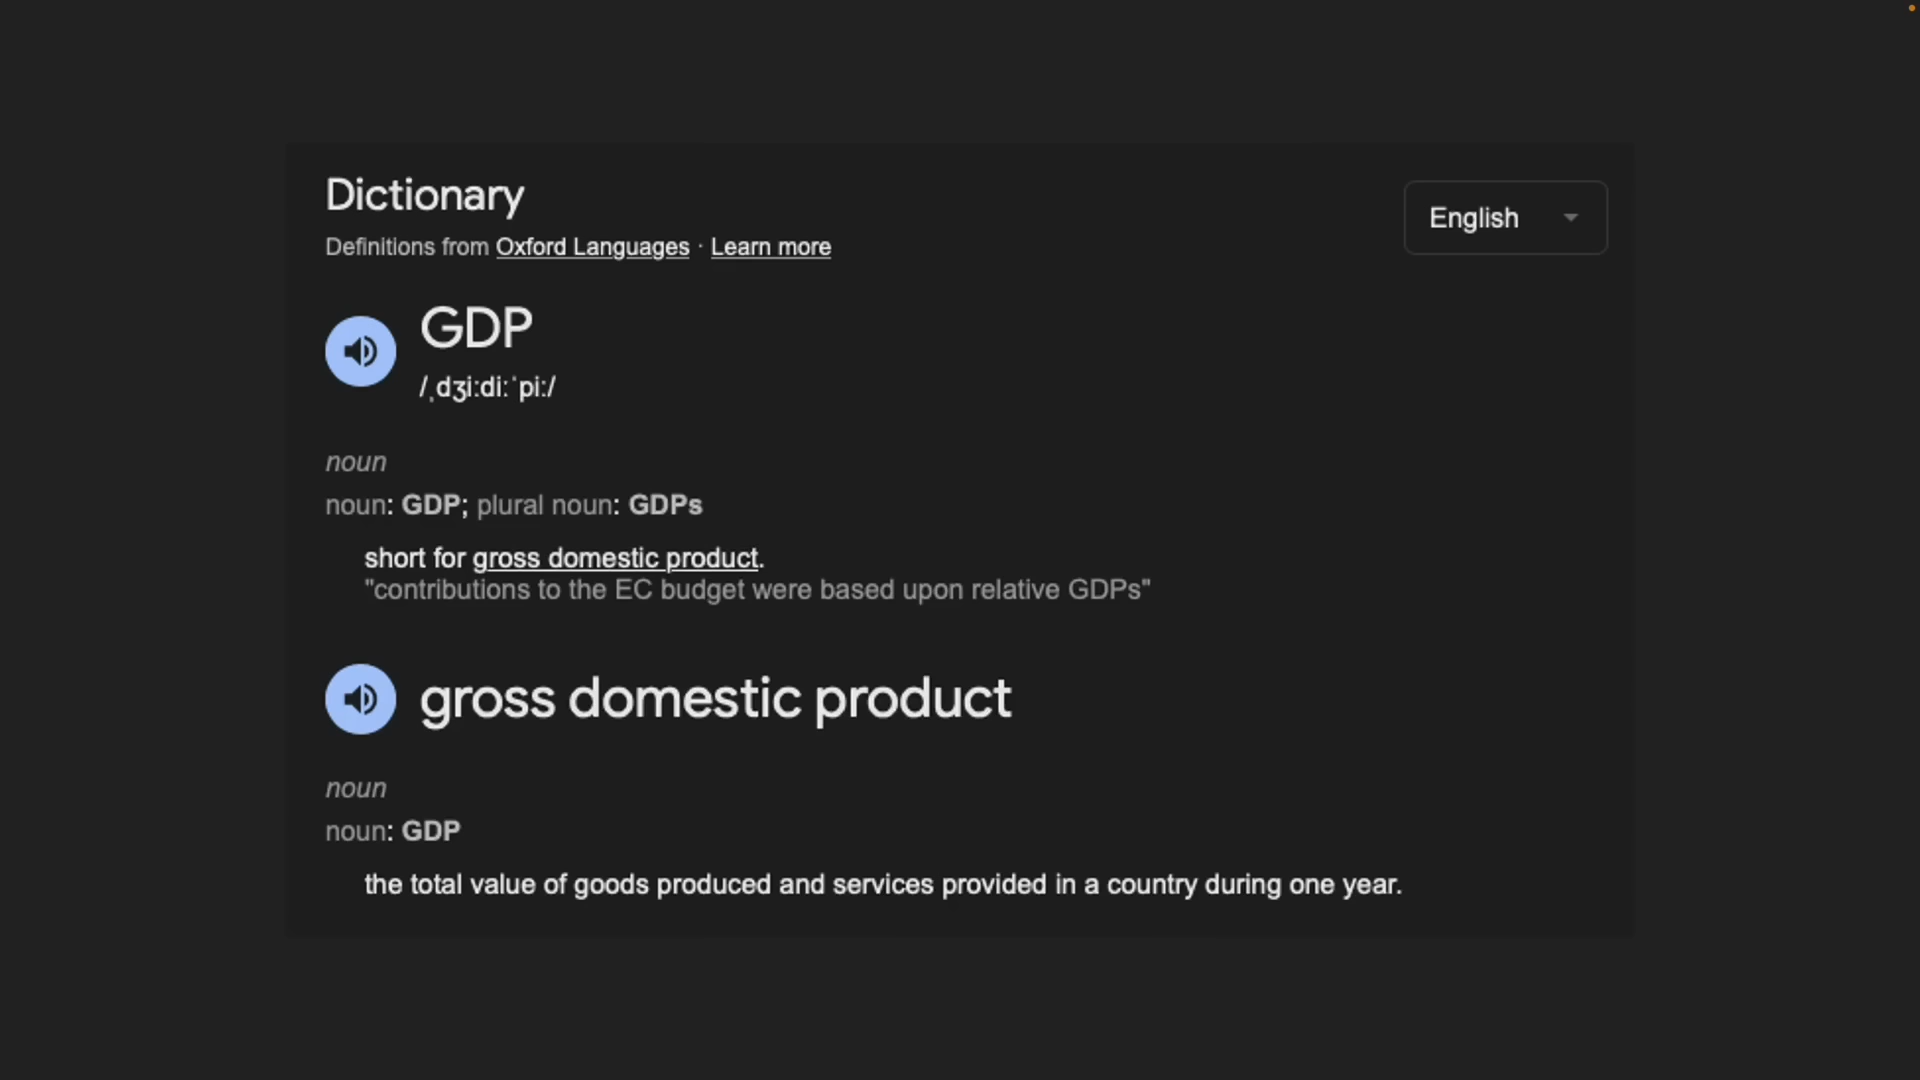 Dictionary
English
Definitions from Oxford Languages · Learn more
GDP
/ˌdʒiːdiːˈpiː/
noun
noun: GDP; plural noun: GDPs
short for gross domestic product.
"contributions to the EC budget were based upon relative GDPs"
gross domestic product
noun
noun: GDP
the total value of goods produced and services provided in a country during one year.